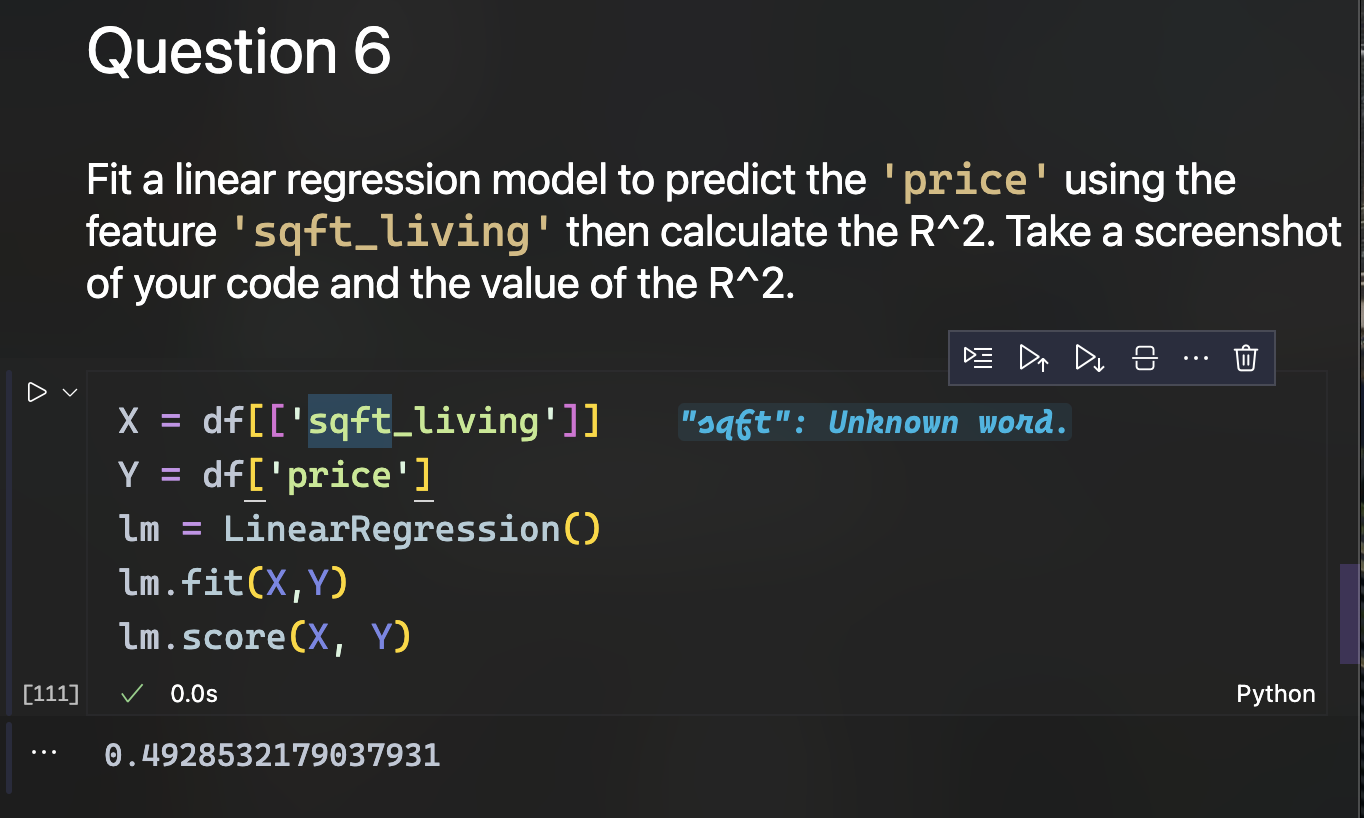 Question 6
Fit a linear regression model to predict the 'price' using the
feature 'sqft_living' then calculate the R^2. Take a screenshot
of your code and the value of the R^2.
X = df[['sqft_living']] "sqft": Unknown word.
Y = df['price']
lm = LinearRegression()
lm.fit(X,Y)
lm.score(X, Y)
[111] 0.0s Python
0.4928532179037931